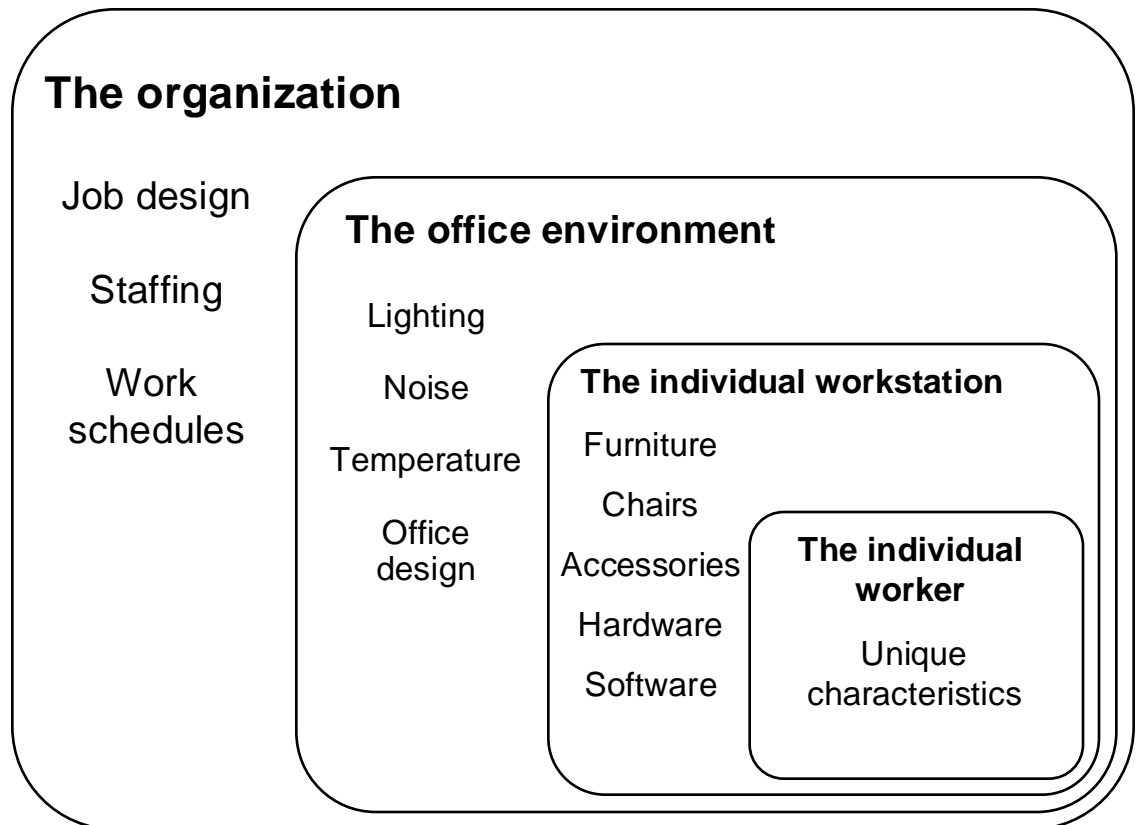 The organization
Job design
Staffing
Work
schedules
The office environment
Lighting
Noise
Temperature
Office
design
The individual workstation
Furniture
Chairs
Accessories
Hardware
Software
The individual
worker
Unique
characteristics